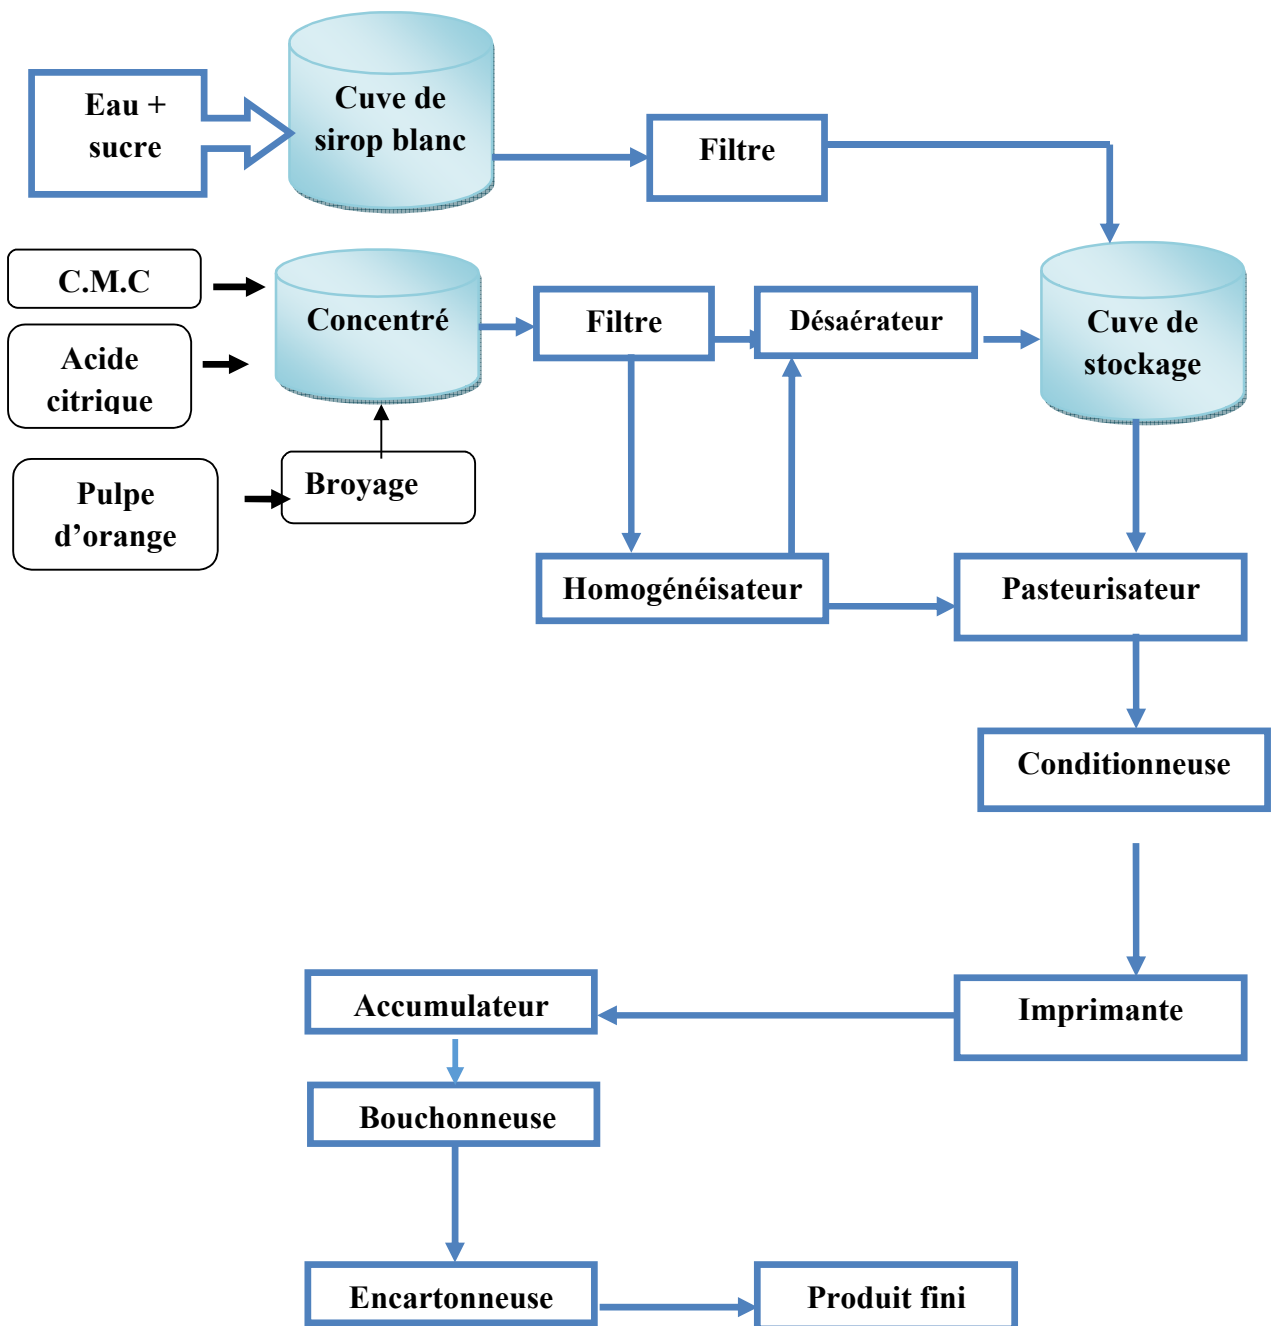 Eau +
sucre
Cuve de
sirop blanc
Filtre
C.M.C
Concentré
Filtre
Désaérateur
Cuve de
stockage
Acide
citrique
Pulpe
d’orange
Broyage
Homogénéisateur
Pasteurisateur
Conditionneuse
Imprimante
Accumulateur
Bouchonneuse
Encartonneuse
Produit fini